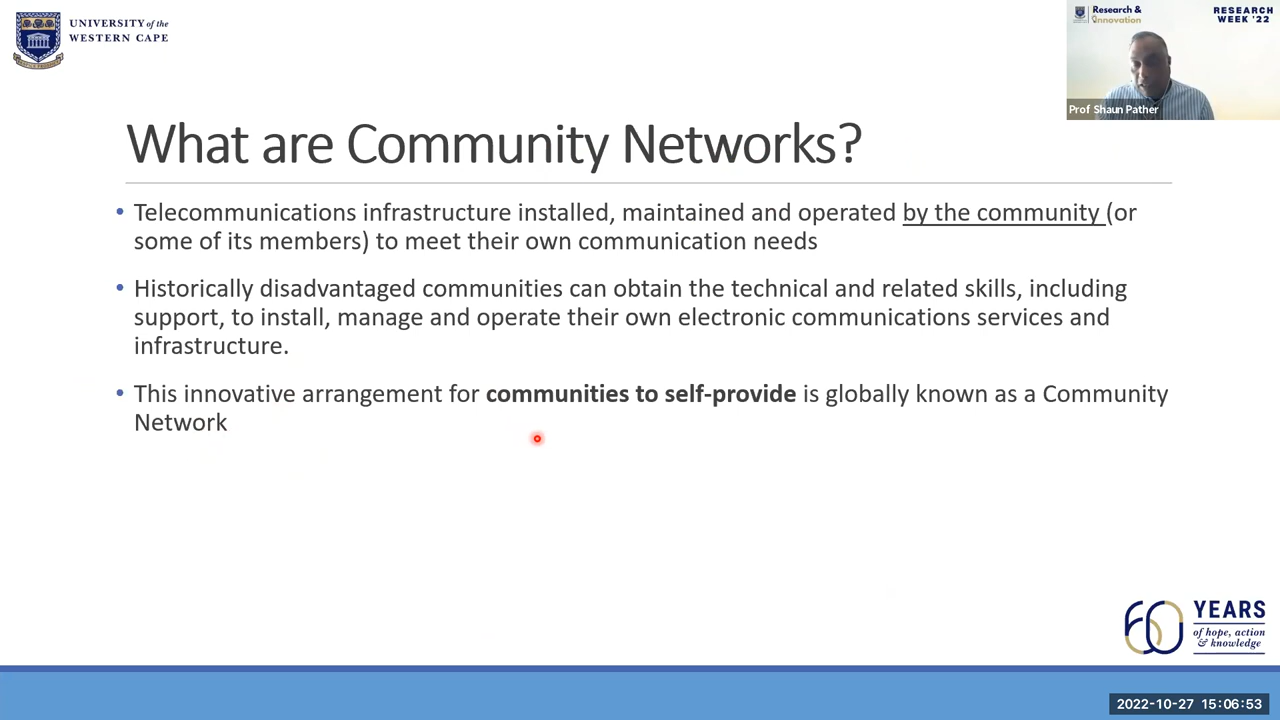 UNIVERSITY of the
WESTERN CAPE
Research &
Innovation
RESEARCH
WEEK '22
Prof Shaun Pather
What are Community Networks?
• Telecommunications infrastructure installed, maintained and operated by the community (or
some of its members) to meet their own communication needs
• Historically disadvantaged communities can obtain the technical and related skills, including
support, to install, manage and operate their own electronic communications services and
infrastructure.
• This innovative arrangement for communities to self-provide is globally known as a Community
Network
60 YEARS
of hope, action
& knowledge
2022-10-27 15:06:53